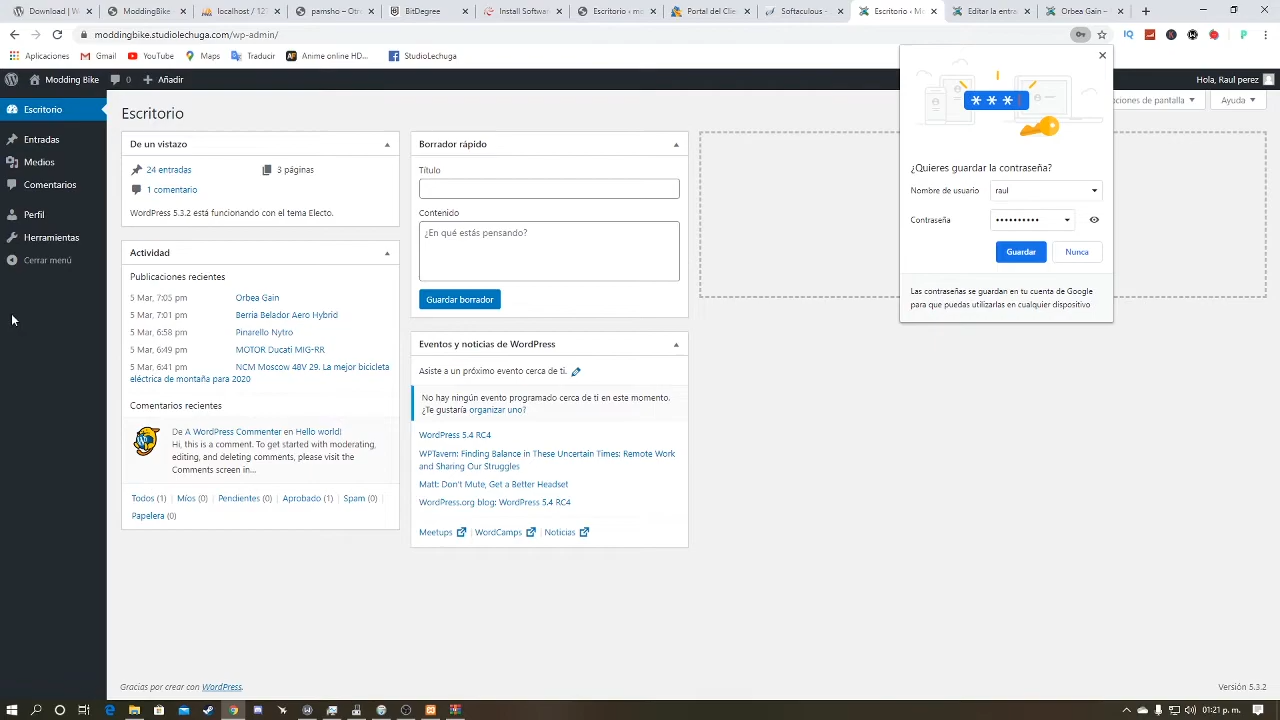 Download | W
ModdingBike
localhost / 127
pamsho – Otro
BitDegree
Install Softwar
Escritorio ‹ mo
Portal del Clie
Softaculous -
Escritorio ‹ M
Editar la entra
Orbea Gain –
moddingbike.studiolechuga.com/wp-admin/
Aplicaciones
Gmail
YouTube
Maps
Traducir
Anime online HD...
StudioLechuga
Modding Bike
0
Añadir
Hola, Raul perez
Escritorio
Entradas
Medios
Comentarios
Perfil
Herramientas
Cerrar menú
ciones de pantalla
Ayuda
Escritorio
De un vistazo
24 entradas
3 páginas
1 comentario
WordPress 5.3.2 está funcionando con el tema Electo.
Actividad
Publicaciones recientes
5 Mar, 7:05 pm Orbea Gain
5 Mar, 7:01 pm Berria Belador Aero Hybrid
5 Mar, 6:58 pm Pinarello Nytro
5 Mar, 6:49 pm MOTOR Ducati MIG-RR
5 Mar, 6:41 pm NCM Moscow 48V 29. La mejor bicicleta
eléctrica de montaña para 2020
Comentarios recientes
De A WordPress Commenter en Hello world!
Hi, this is a comment. To get started with moderating,
editing, and deleting comments, please visit the
Comments screen in...
Todos (1) | Míos (0) | Pendientes (0) | Aprobado (1) | Spam (0) |
Papelera (0)
Borrador rápido
Título
Contenido
¿En qué estás pensando?
Guardar borrador
Eventos y noticias de WordPress
Asiste a un próximo evento cerca de ti.
No hay ningún evento programado cerca de ti en este momento.
¿Te gustaría organizar uno?
WordPress 5.4 RC4
WPTavern: Finding Balance in These Uncertain Times: Remote Work
and Sharing Our Struggles
Matt: Don't Mute, Get a Better Headset
WordPress.org blog: WordPress 5.4 RC4
Meetups | WordCamps | Noticias
¿Quieres guardar la contraseña?
Nombre de usuario raul
Contraseña ••••••••••
Guardar
Nunca
Las contraseñas se guardan en tu cuenta de Google
para que puedas utilizarlas en cualquier dispositivo
Gracias por crear con WordPress.
Versión 5.3.2
01:21 p. m.